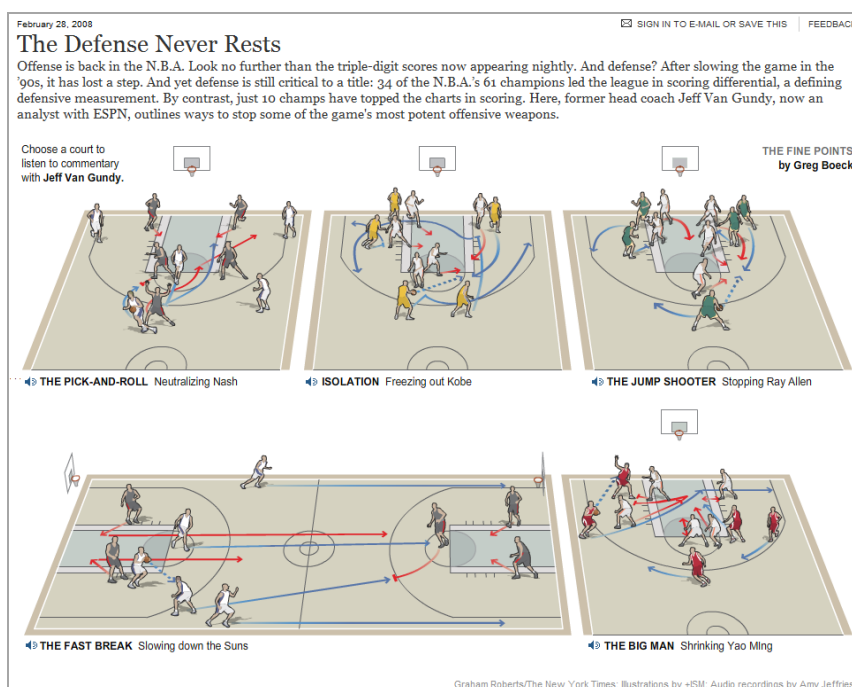 February 28, 2008
SIGN IN TO E-MAIL OR SAVE THIS
FEEDBACK
The Defense Never Rests
Offense is back in the N.B.A. Look no further than the triple-digit scores now appearing nightly. And defense? After slowing the game in the
’90s, it has lost a step. And yet defense is still critical to a title: 34 of the N.B.A.’s 61 champions led the league in scoring differential, a defining
defensive measurement. By contrast, just 10 champs have topped the charts in scoring. Here, former head coach Jeff Van Gundy, now an
analyst with ESPN, outlines ways to stop some of the game's most potent offensive weapons.
Choose a court to
listen to commentary
with Jeff Van Gundy.
THE FINE POINTS
by Greg Boeck
THE PICK-AND-ROLL Neutralizing Nash
ISOLATION Freezing out Kobe
THE JUMP SHOOTER Stopping Ray Allen
THE FAST BREAK Slowing down the Suns
THE BIG MAN Shrinking Yao MIng
Graham Roberts/The New York Times; Illustrations by +ISM; Audio recordings by Amy Jeffries